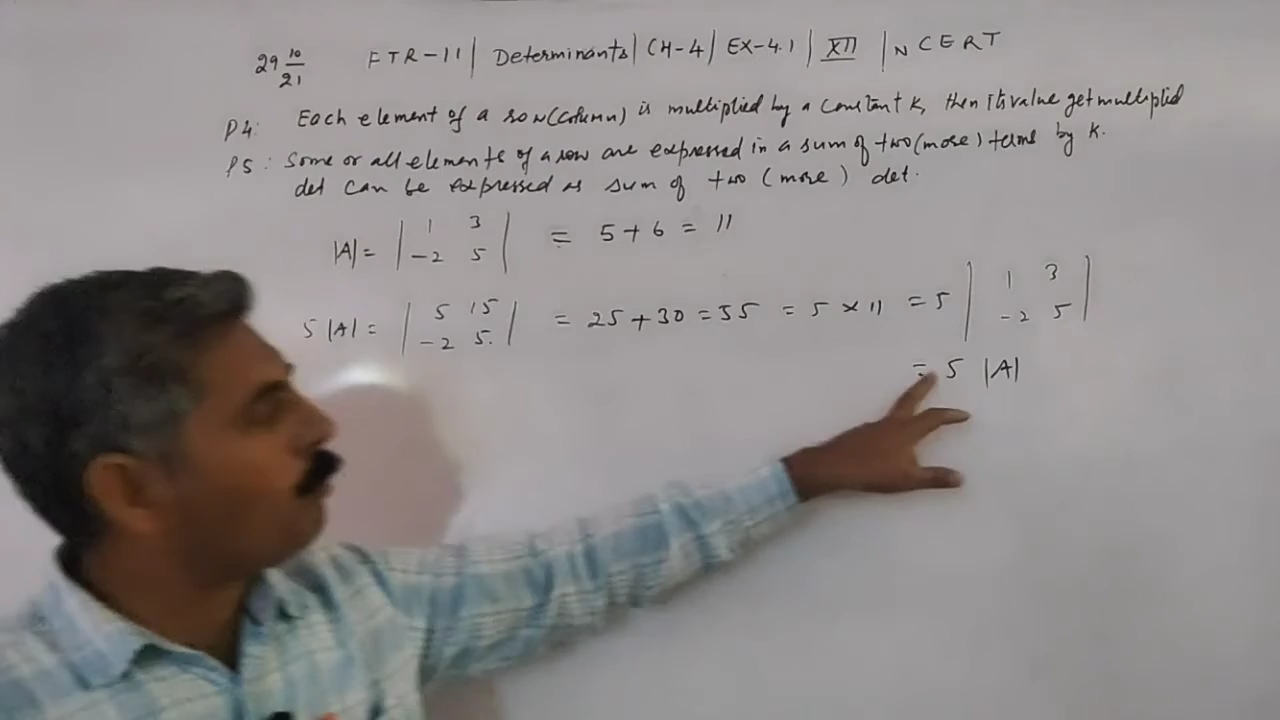 29 10/21 FTR-11 | Determinants | CH-4 | EX-4.1 | XII | NCERT
P4: Each element of a row(column) is multiplied by a constant K, then its value get multiplied by K.
P5: Some or all elements of a row are expressed in a sum of two (more) terms
det can be expressed as sum of two (more) det.
|A| = | 1 3 | = 5 + 6 = 11
| -2 5 |
5 |A| = | 5 15 | = 25 + 30 = 55 = 5 × 11 = 5 | 1 3 |
| -2 5. | | -2 5 |
= 5 |A|